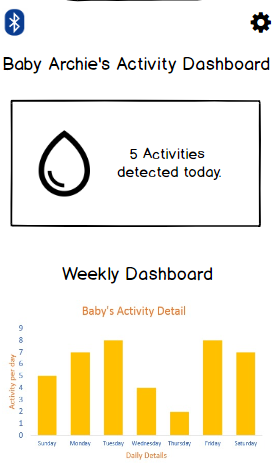 Baby Archie's Activity Dashboard
5 Activities
detected today.
Weekly Dashboard
Baby's Activity Detail
Activity per day
9
8
7
6
5
4
3
2
1
0
Sunday Monday Tuesday Wednesday Thursday Friday Saturday
Daily Details